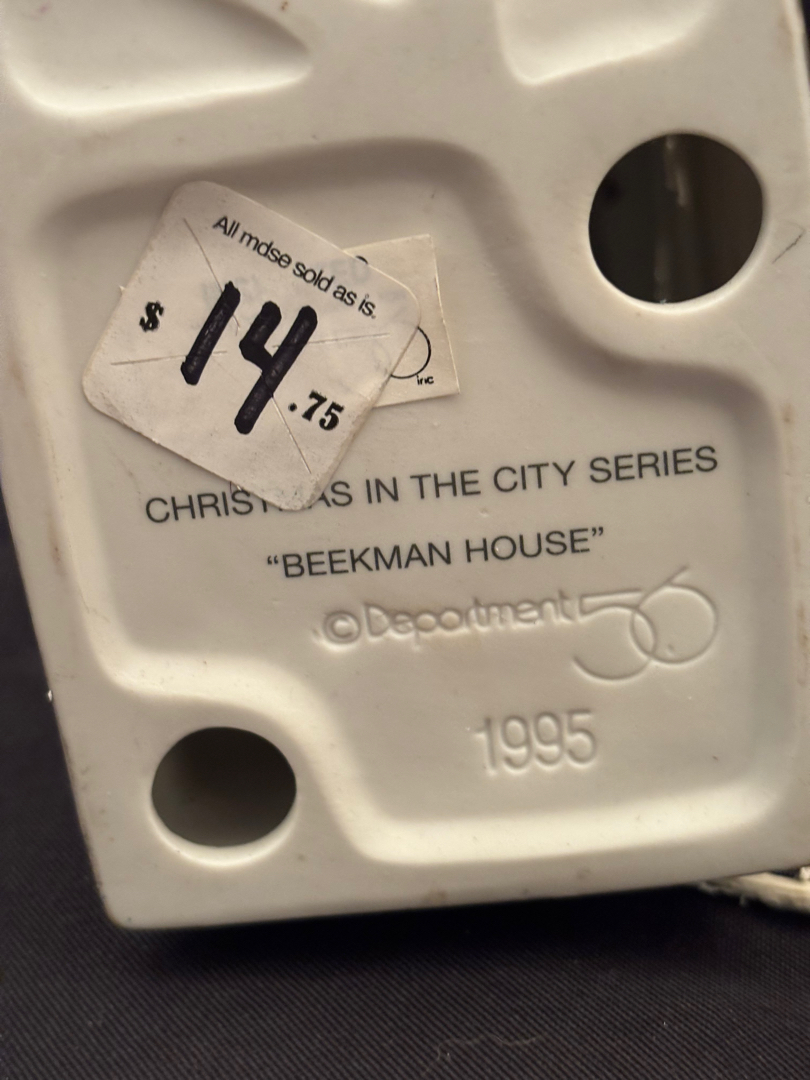 All mdse sold as is.
$ 14 .75
inc
CHRISTMAS IN THE CITY SERIES
“BEEKMAN HOUSE”
©Department 56
1995